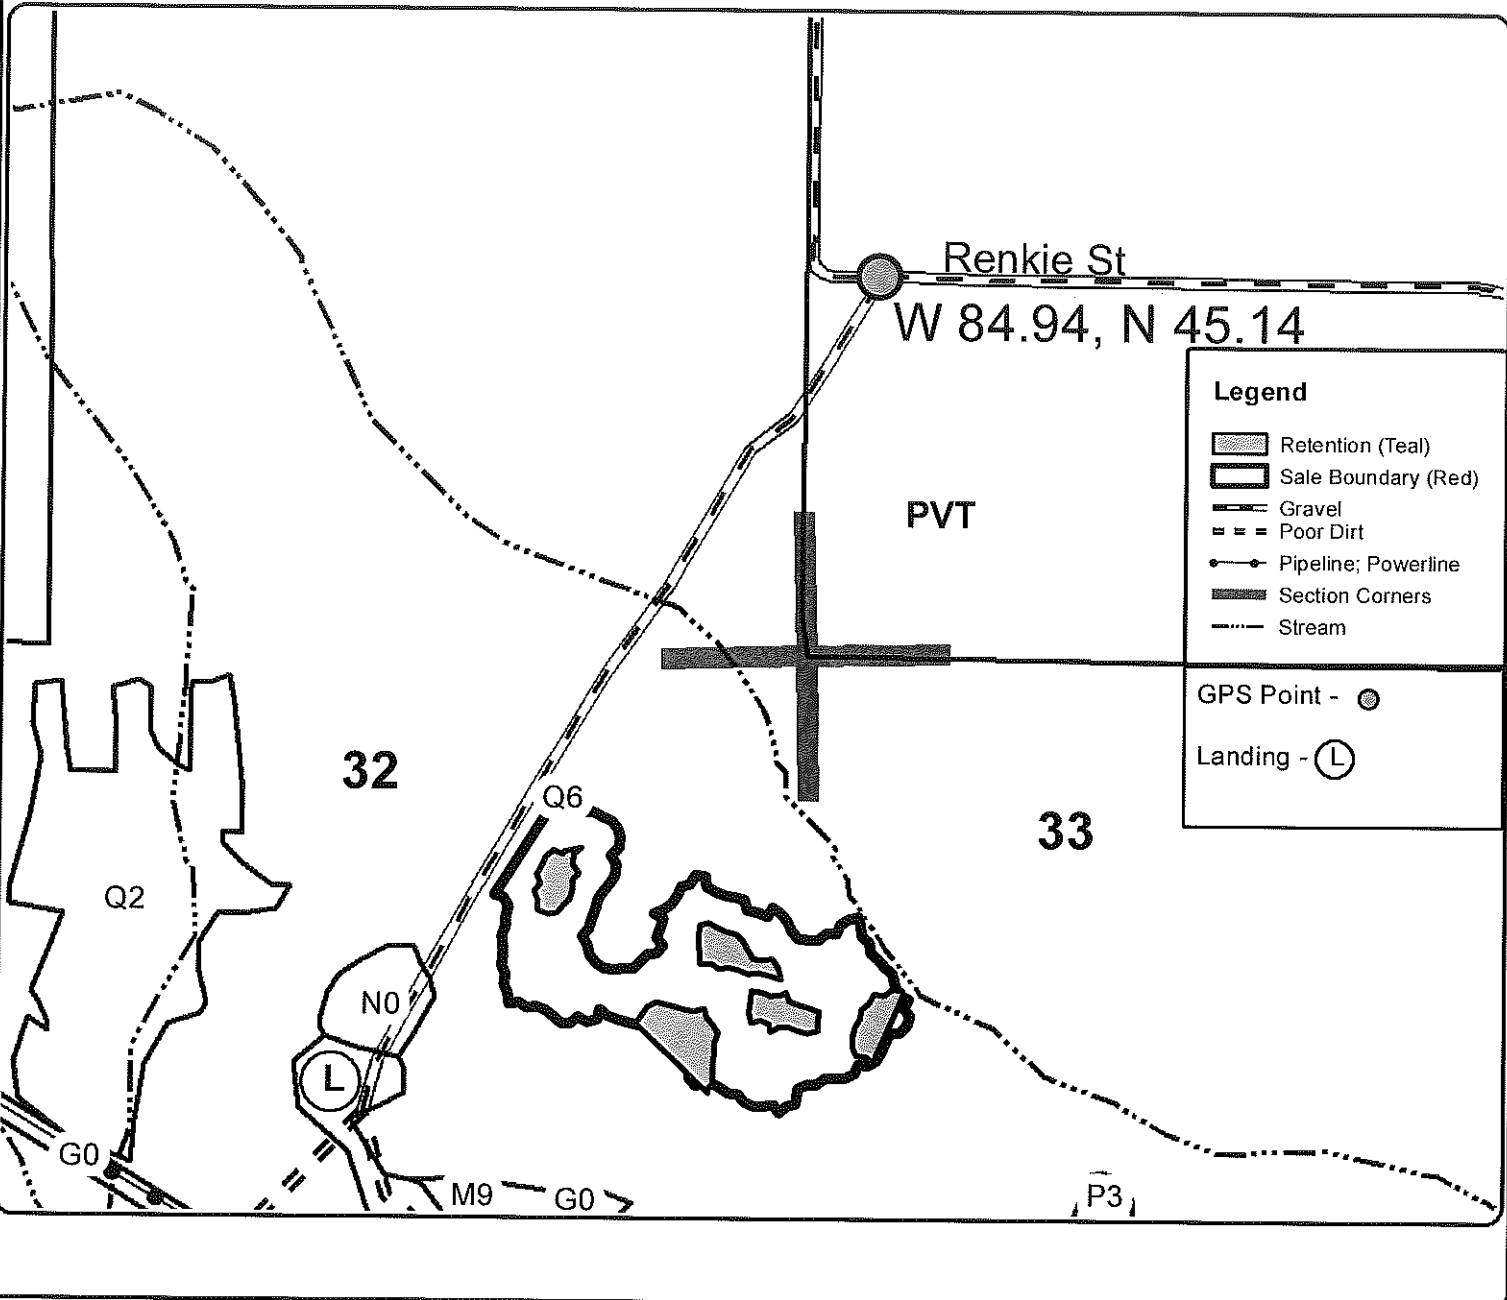 Renkie St
W 84.94, N 45.14
Legend
Retention (Teal)
Sale Boundary (Red)
Gravel
Poor Dirt
Pipeline; Powerline
Section Corners
Stream
GPS Point -
Landing - L
PVT
32
33
Q6
Q2
N0
L
G0
M9
G0
P3